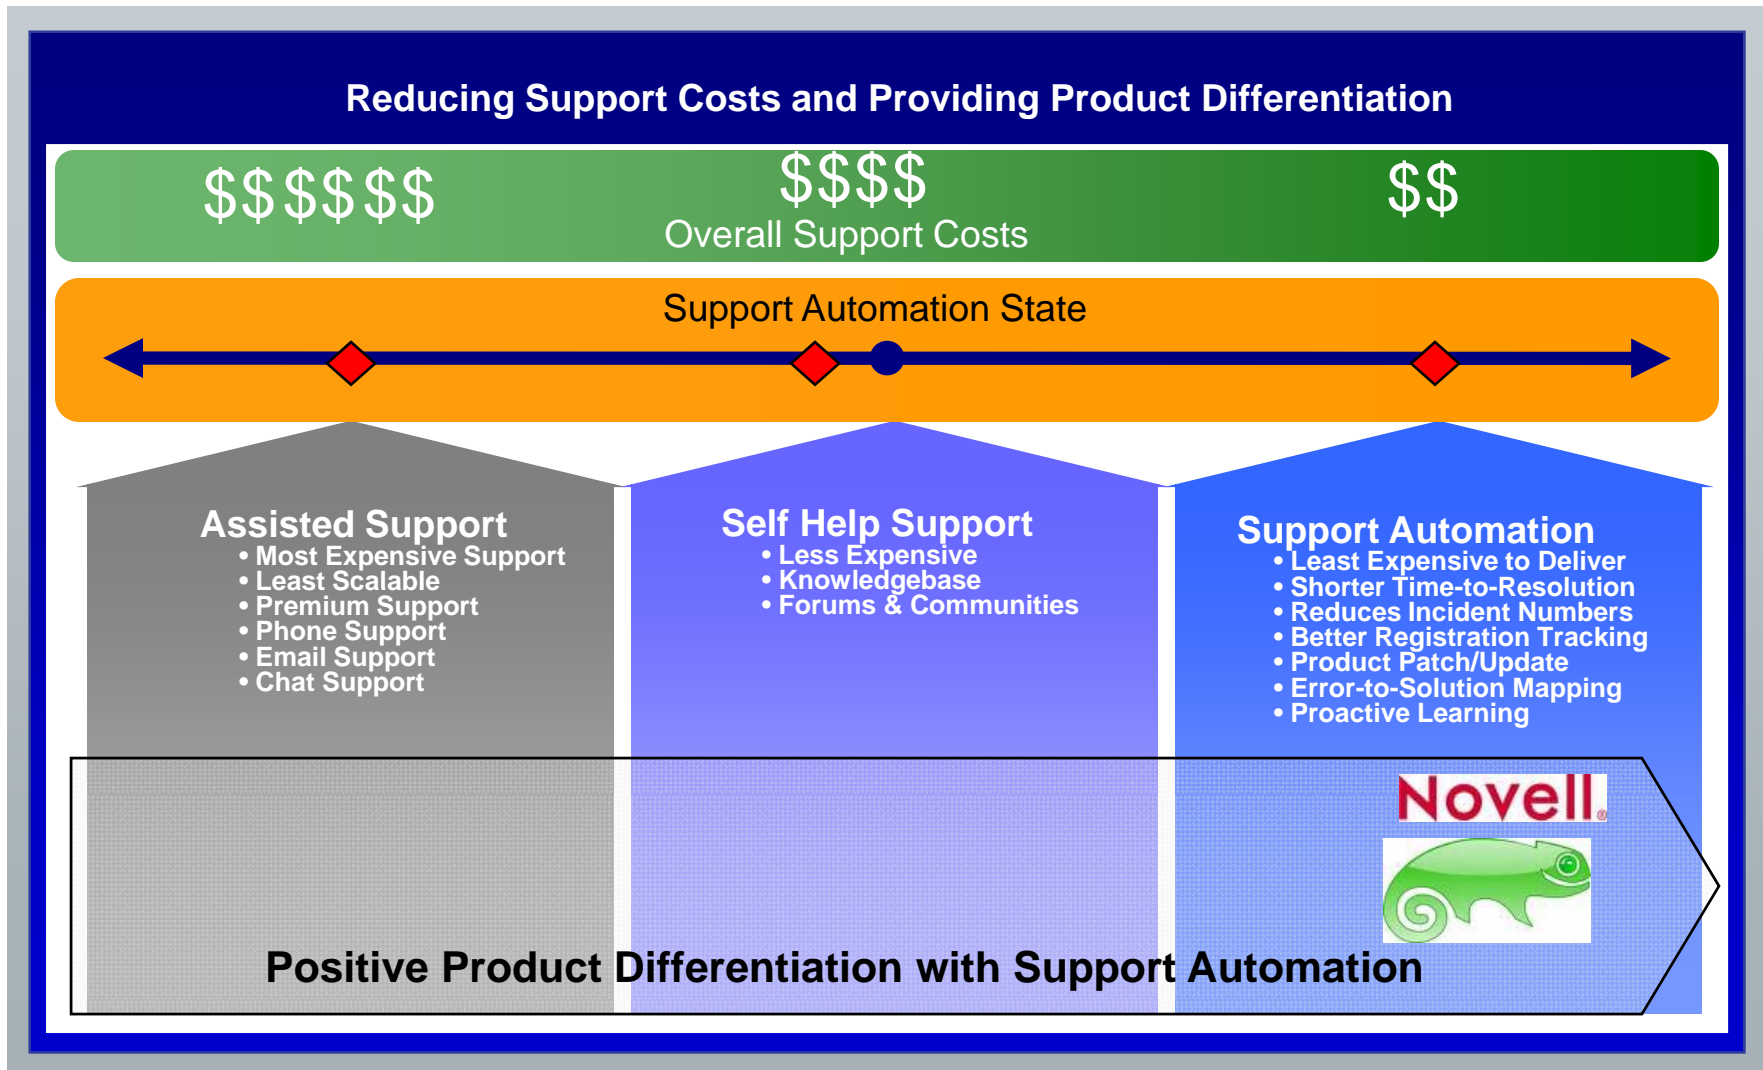 Reducing Support Costs and Providing Product Differentiation
$$$$$$
$$$$
$$
Overall Support Costs
Support Automation State
Assisted Support
• Most Expensive Support
• Least Scalable
• Premium Support
• Phone Support
• Email Support
• Chat Support
Self Help Support
• Less Expensive
• Knowledgebase
• Forums & Communities
Support Automation
• Least Expensive to Deliver
• Shorter Time-to-Resolution
• Reduces Incident Numbers
• Better Registration Tracking
• Product Patch/Update
• Error-to-Solution Mapping
• Proactive Learning
Novell®
Positive Product Differentiation with Support Automation